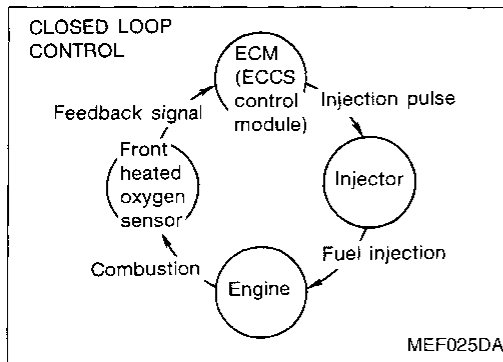 CLOSED LOOP
CONTROL
ECM
(ECCS
control
module)
Injection pulse
Injector
Fuel injection
Engine
Combustion
Front
heated
oxygen
sensor
Feedback signal
MEF025DA